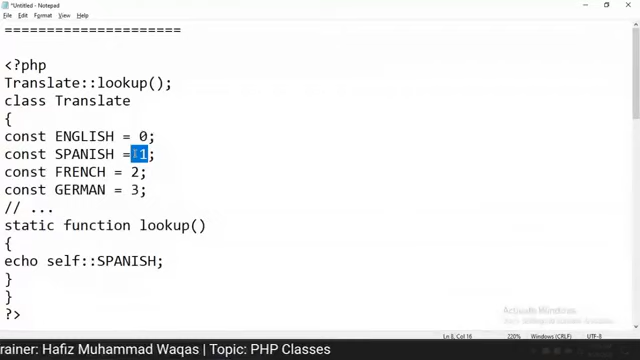 *Untitled - Notepad
File Edit Format View Help
=====================
<?php
Translate::lookup();
class Translate
{
const ENGLISH = 0;
const SPANISH = 1;
const FRENCH = 2;
const GERMAN = 3;
// ...
static function lookup()
{
echo self::SPANISH;
}
}
?>
Activate Windows
Ln 8, Col 16 220% Windows (CRLF) UTF-8
rainer: Hafiz Muhammad Waqas | Topic: PHP Classes